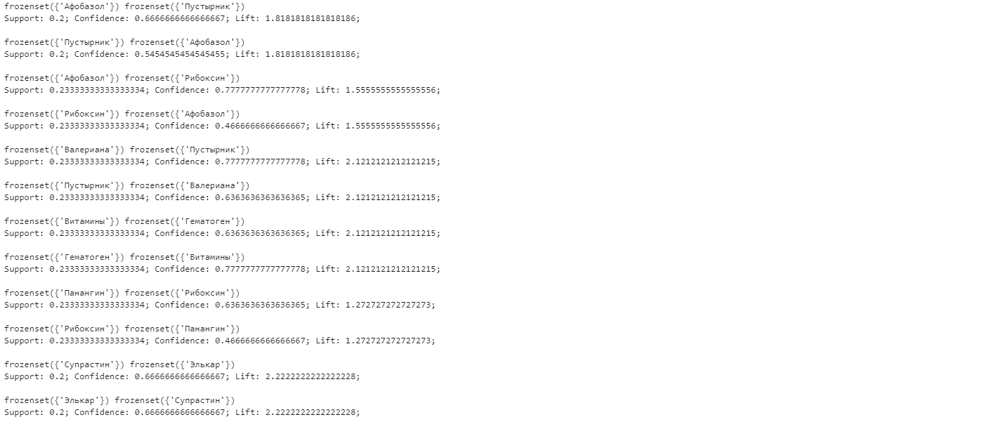 frozenset({'Афобазол'}) frozenset({'Пустырник'})
Support: 0.2; Confidence: 0.6666666666666667; Lift: 1.8181818181818186;
frozenset({'Пустырник'}) frozenset({'Афобазол'})
Support: 0.2; Confidence: 0.5454545454545455; Lift: 1.8181818181818186;
frozenset({'Афобазол'}) frozenset({'Рибоксин'})
Support: 0.23333333333333334; Confidence: 0.7777777777777778; Lift: 1.5555555555555556;
frozenset({'Рибоксин'}) frozenset({'Афобазол'})
Support: 0.23333333333333334; Confidence: 0.4666666666666667; Lift: 1.5555555555555556;
frozenset({'Валериана'}) frozenset({'Пустырник'})
Support: 0.23333333333333334; Confidence: 0.7777777777777778; Lift: 2.1212121212121215;
frozenset({'Пустырник'}) frozenset({'Валериана'})
Support: 0.23333333333333334; Confidence: 0.6363636363636365; Lift: 2.1212121212121215;
frozenset({'Витамины'}) frozenset({'Гематоген'})
Support: 0.23333333333333334; Confidence: 0.6363636363636365; Lift: 2.1212121212121215;
frozenset({'Гематоген'}) frozenset({'Витамины'})
Support: 0.23333333333333334; Confidence: 0.7777777777777778; Lift: 2.1212121212121215;
frozenset({'Панангин'}) frozenset({'Рибоксин'})
Support: 0.23333333333333334; Confidence: 0.6363636363636365; Lift: 1.272727272727273;
frozenset({'Рибоксин'}) frozenset({'Панангин'})
Support: 0.23333333333333334; Confidence: 0.4666666666666667; Lift: 1.272727272727273;
frozenset({'Супрастин'}) frozenset({'Элькар'})
Support: 0.2; Confidence: 0.6666666666666667; Lift: 2.2222222222222228;
frozenset({'Элькар'}) frozenset({'Супрастин'})
Support: 0.2; Confidence: 0.6666666666666667; Lift: 2.2222222222222228;